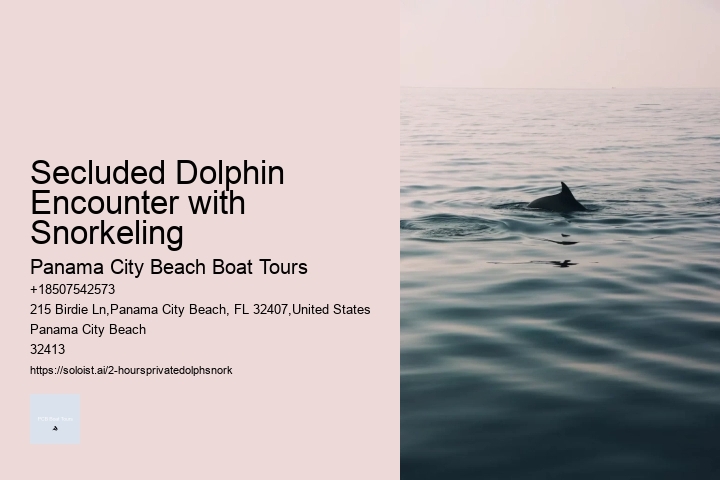 Secluded Dolphin
Encounter with
Snorkeling
Panama City Beach Boat Tours
+18507542573
215 Birdie Ln,Panama City Beach, FL 32407,United States
Panama City Beach
32413
https://soloist.ai/2-hoursprivatedolphsnork